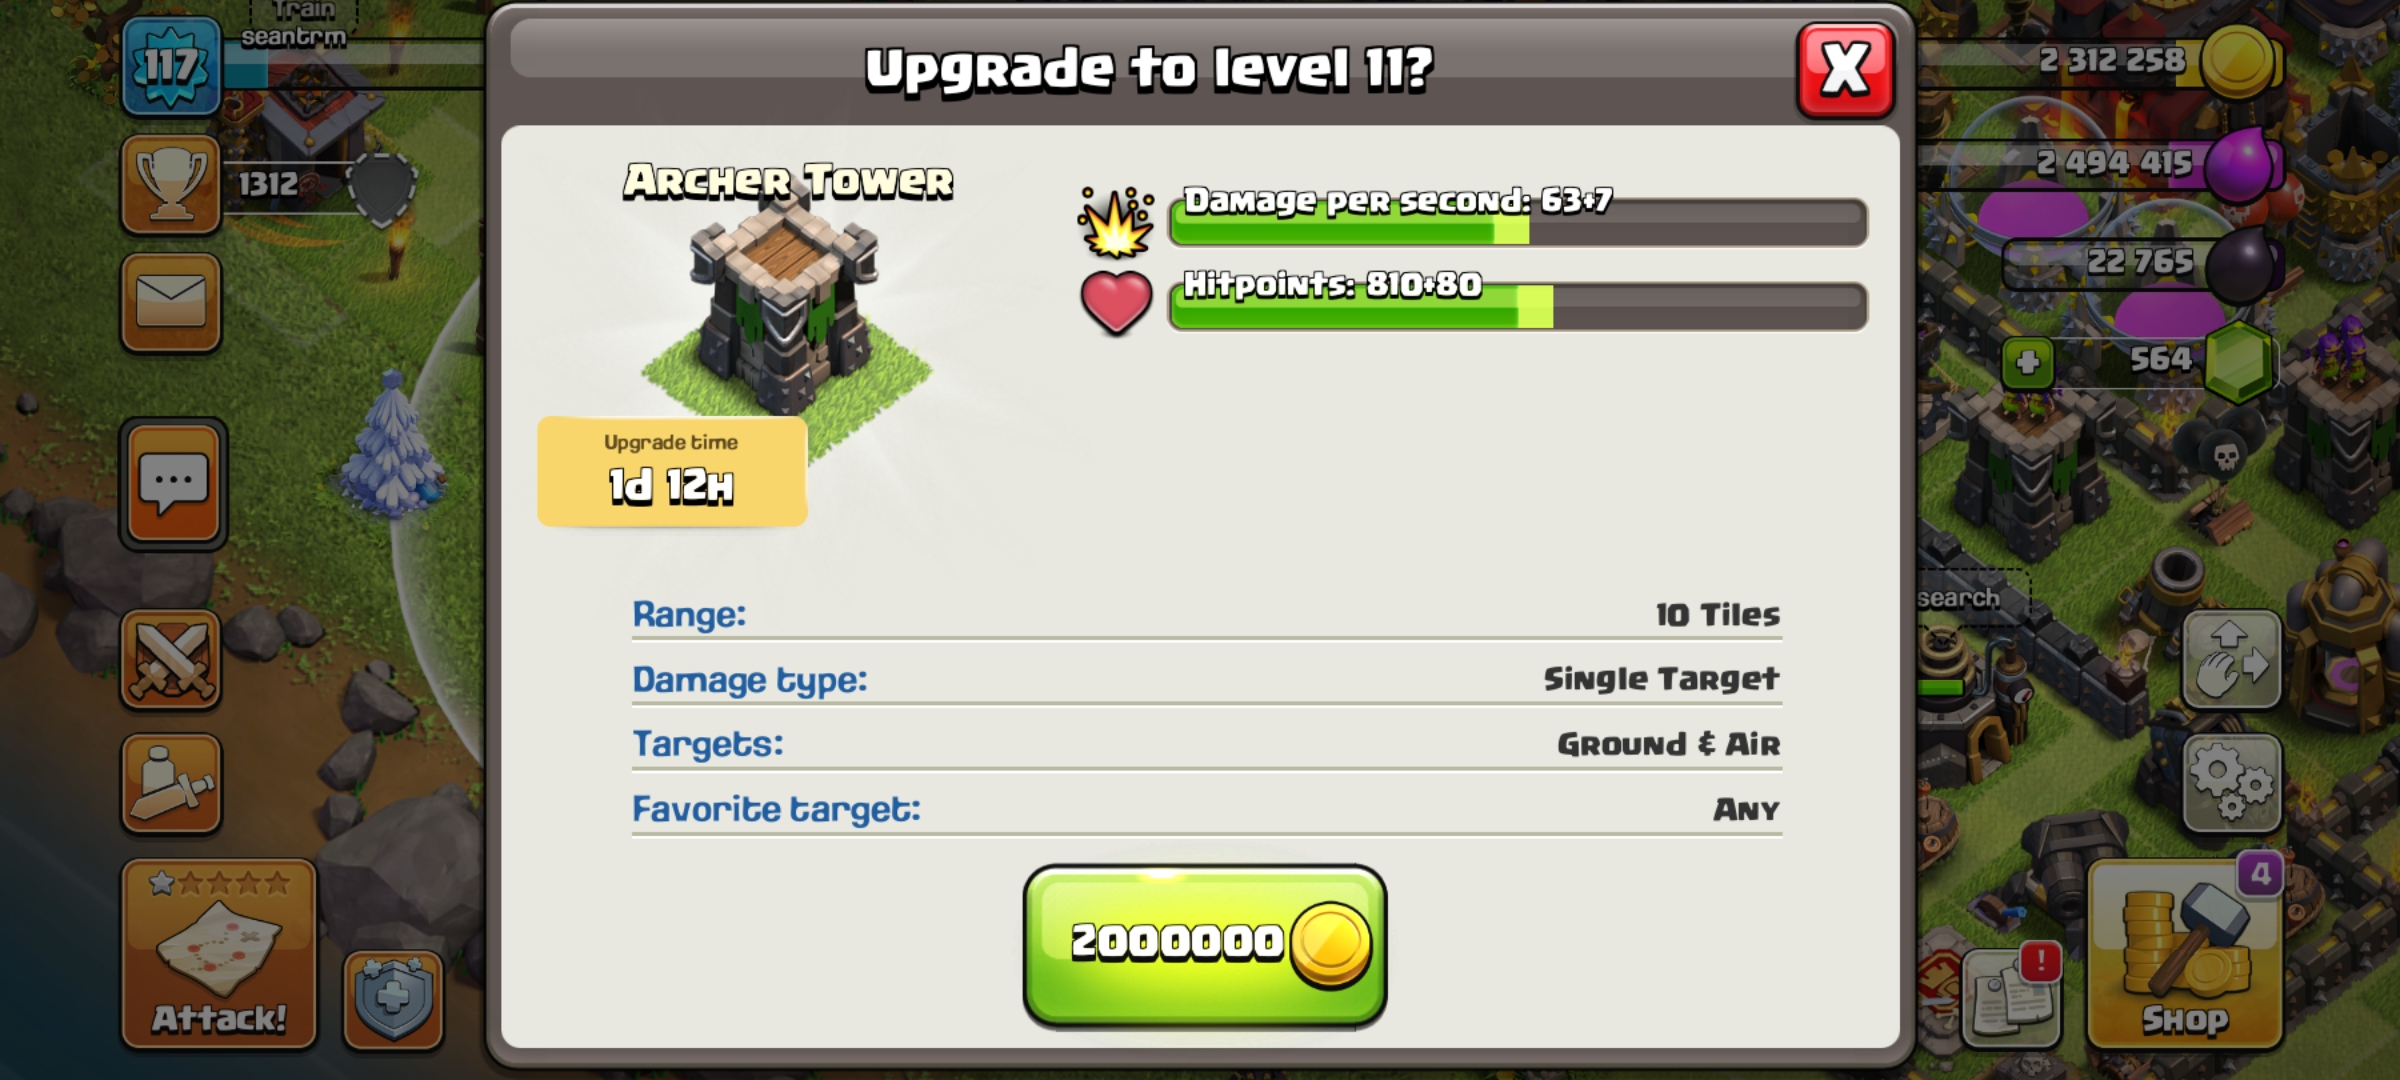 Train
seantrm
117
1312
Upgrade to level 11?
X
2 312 258
2 494 415
22 765
564
Archer Tower
Damage per second: 63+7
Hitpoints: 810+80
Upgrade time
1d 12H
Range: 10 Tiles
Damage type: Single Target
Targets: Ground & Air
Favorite target: Any
2000000
search
Attack!
4
!
Shop